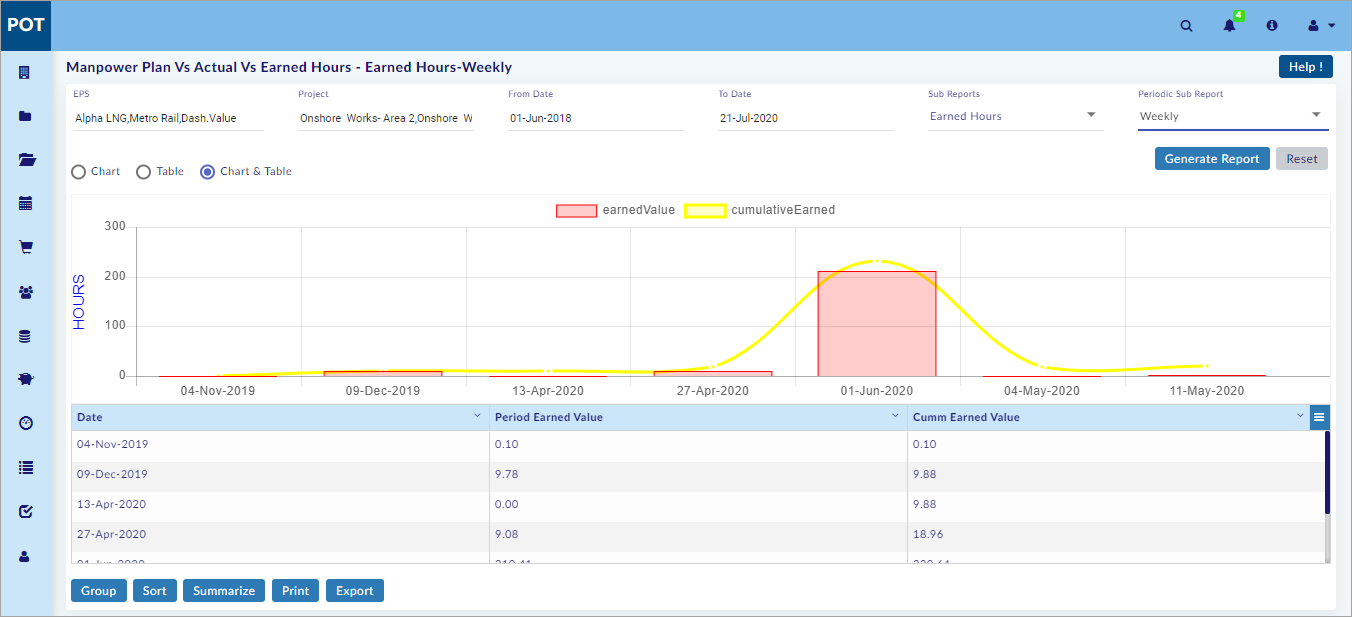 POT
4
Manpower Plan Vs Actual Vs Earned Hours - Earned Hours-Weekly
Help !
EPS Project From Date To Date Sub Reports Periodic Sub Report
Alpha LNG,Metro Rail,Dash.Value Onshore Works- Area 2,Onshore W 01-Jun-2018 21-Jul-2020 Earned Hours Weekly
Generate Report Reset
Chart Table Chart & Table
earnedValue cumulativeEarned
HOURS
300
200
100
0
04-Nov-2019 09-Dec-2019 13-Apr-2020 27-Apr-2020 01-Jun-2020 04-May-2020 11-May-2020
Date Period Earned Value Cumm Earned Value
04-Nov-2019 0.10 0.10
09-Dec-2019 9.78 9.88
13-Apr-2020 0.00 9.88
27-Apr-2020 9.08 18.96
01-Jun-2020
Group Sort Summarize Print Export